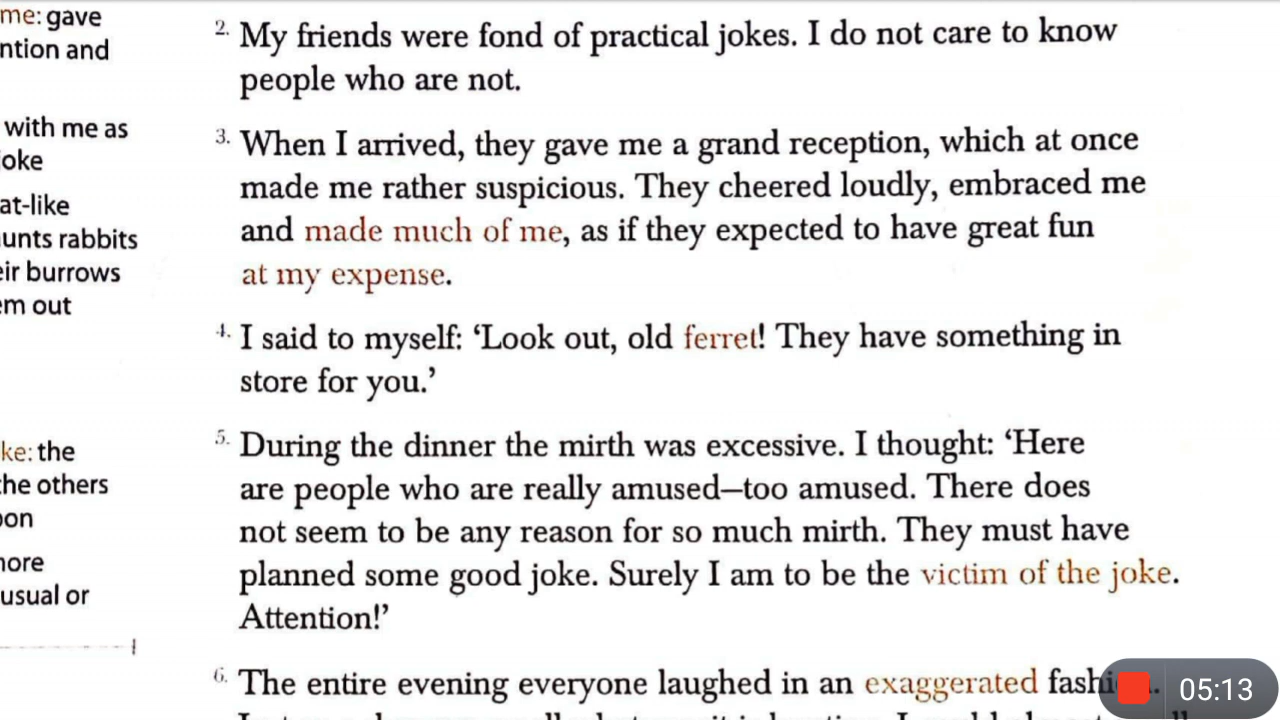 me: gave
ntion and
with me as
oke
at-like
unts rabbits
eir burrows
em out
ke: the
he others
on
ore
usual or
2. My friends were fond of practical jokes. I do not care to know
people who are not.
3. When I arrived, they gave me a grand reception, which at once
made me rather suspicious. They cheered loudly, embraced me
and made much of me, as if they expected to have great fun
at my expense.
4. I said to myself: ‘Look out, old ferret! They have something in
store for you.’
5. During the dinner the mirth was excessive. I thought: ‘Here
are people who are really amused—too amused. There does
not seem to be any reason for so much mirth. They must have
planned some good joke. Surely I am to be the victim of the joke.
Attention!’
6. The entire evening everyone laughed in an exaggerated
05:13